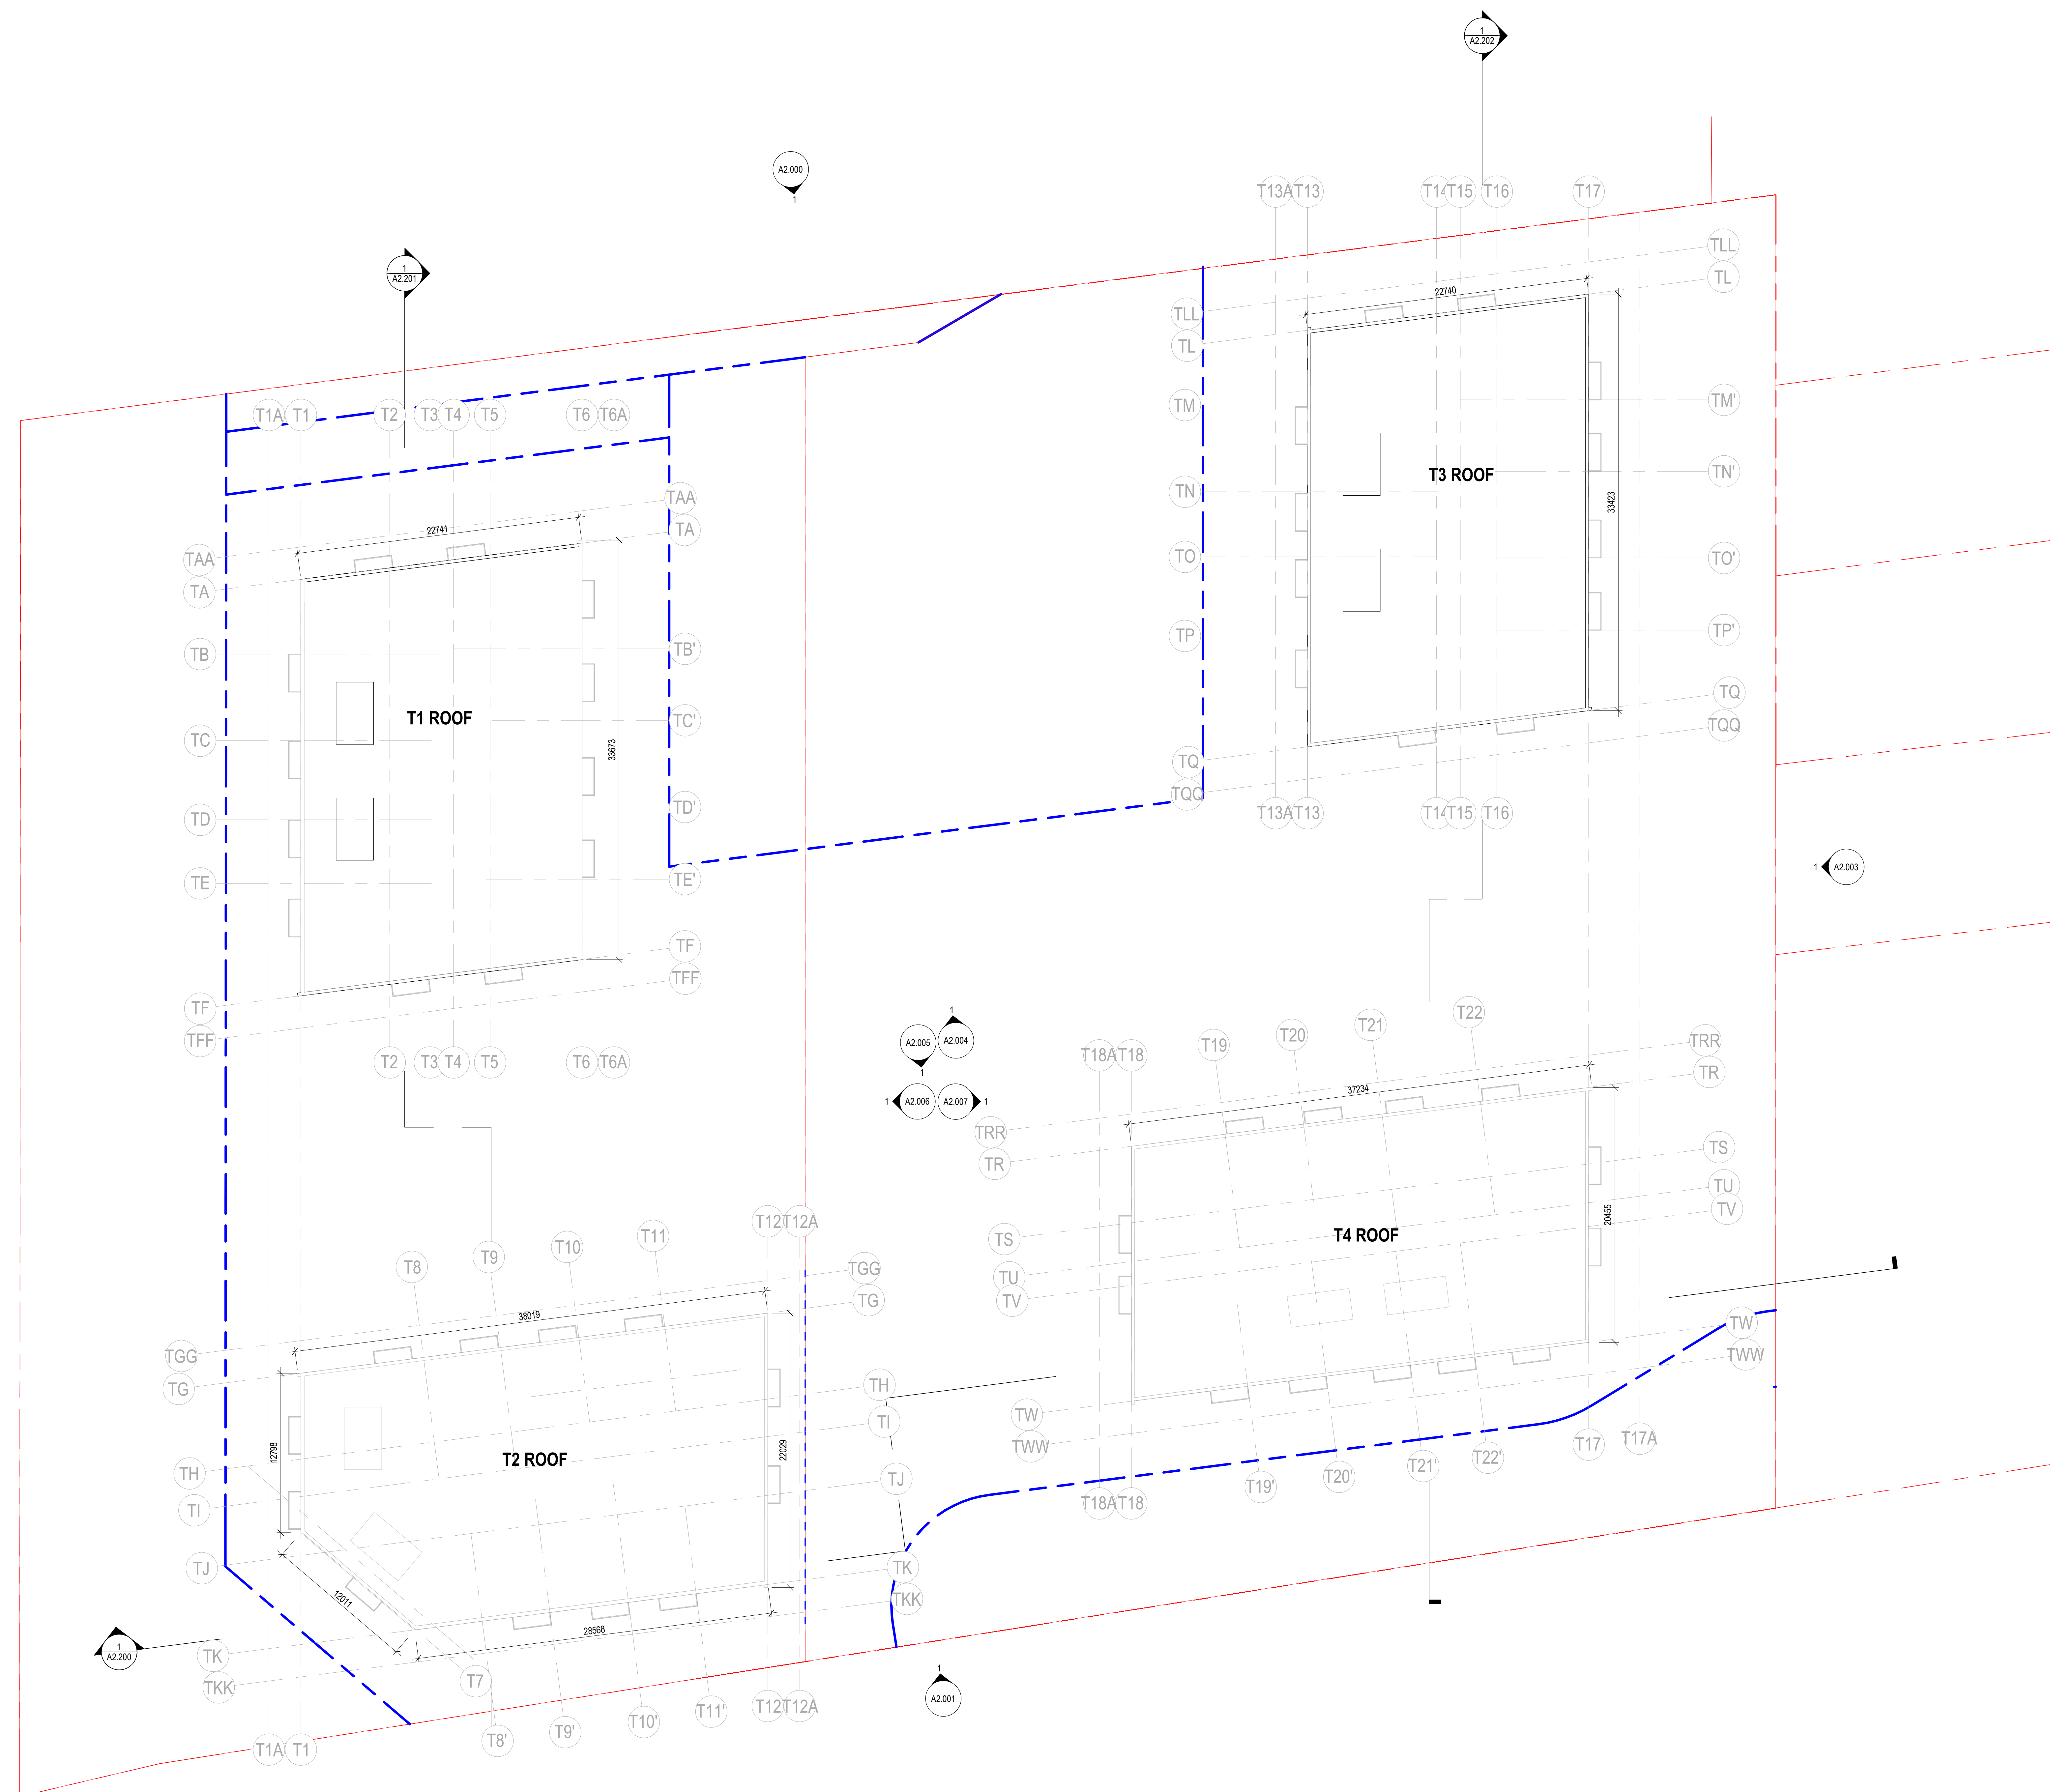 1
A2.202
A2.000
1
T13A
T13
T14
T15
T16
T17
TLL
TL
1
A2.201
22740
TLL
TL
TM
TM'
T1A
T1
T2
T3
T4
T5
T6
T6A
T3 ROOF
TN'
TN
33423
TAA
TA
22741
TAA
TA
TO
TO'
TB
TB'
TP
TP'
T1 ROOF
TC'
TC
TQ
TQQ
33673
TQ
TQQ
TD
TD'
T13A
T13
T14
T15
T16
1
A2.003
TE
TE'
TF
TFF
TF
TFF
T2
T3
T4
T5
T6
T6A
1
A2.005
A2.004
1
1
A2.006
A2.007
1
T18A
T18
T19
T20
T21
T22
TRR
TR
37234
TRR
TR
TS
TU
TV
T4 ROOF
20455
TS
TU
TV
T8
T9
T10
T11
T12
T12A
TGG
TG
38019
TGG
TG
TW
TWW
TH
TI
TW
TWW
12798
T2 ROOF
22029
TH
TI
TJ
T18A
T18
T19'
T20'
T21'
T22'
T17
T17A
TJ
TK
TKK
12011
28568
1
A2.200
TK
TKK
T7
1
A2.001
T1A
T1
T8'
T9'
T10'
T11'
T12
T12A